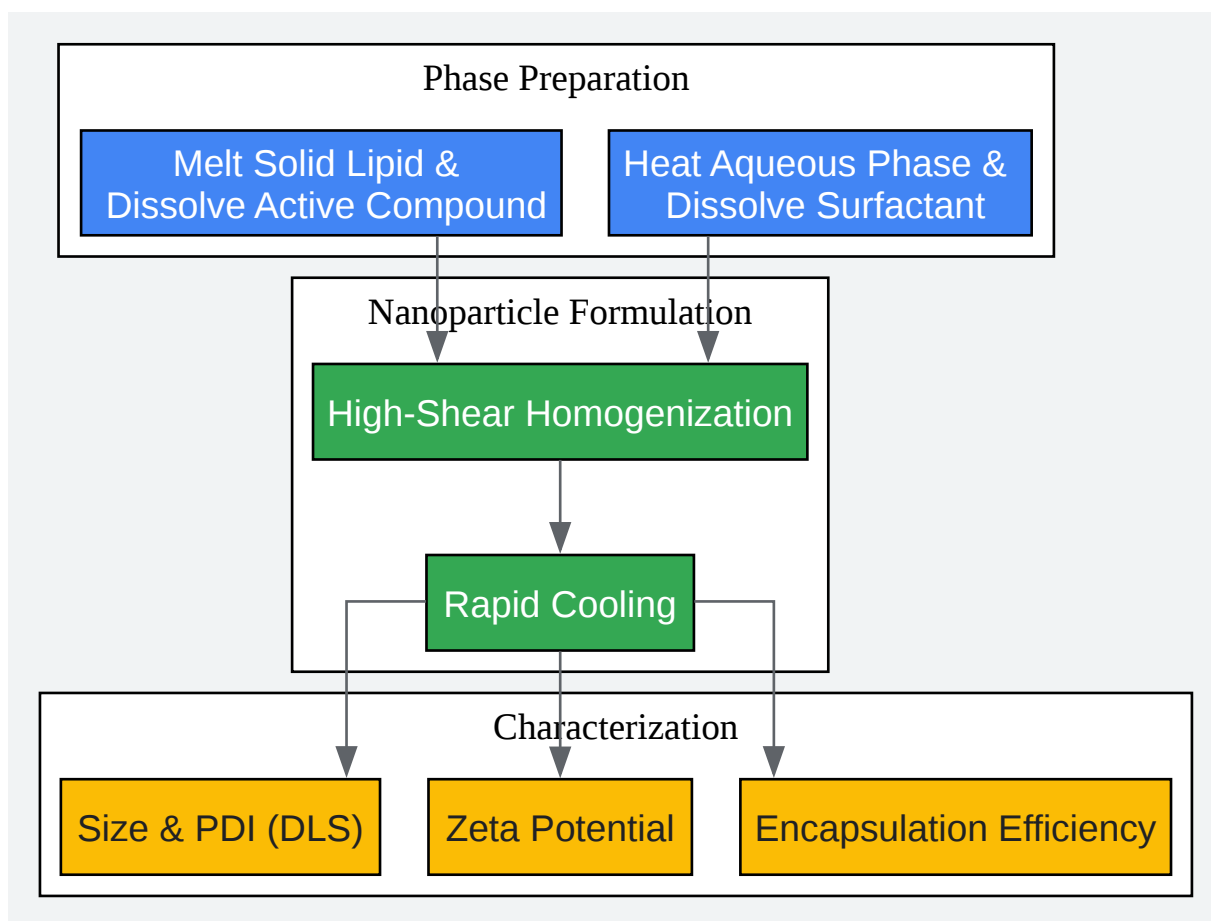 Phase Preparation
Melt Solid Lipid &
Dissolve Active Compound
Heat Aqueous Phase &
Dissolve Surfactant
Nanoparticle Formulation
High-Shear Homogenization
Rapid Cooling
Characterization
Size & PDI (DLS)
Zeta Potential
Encapsulation Efficiency